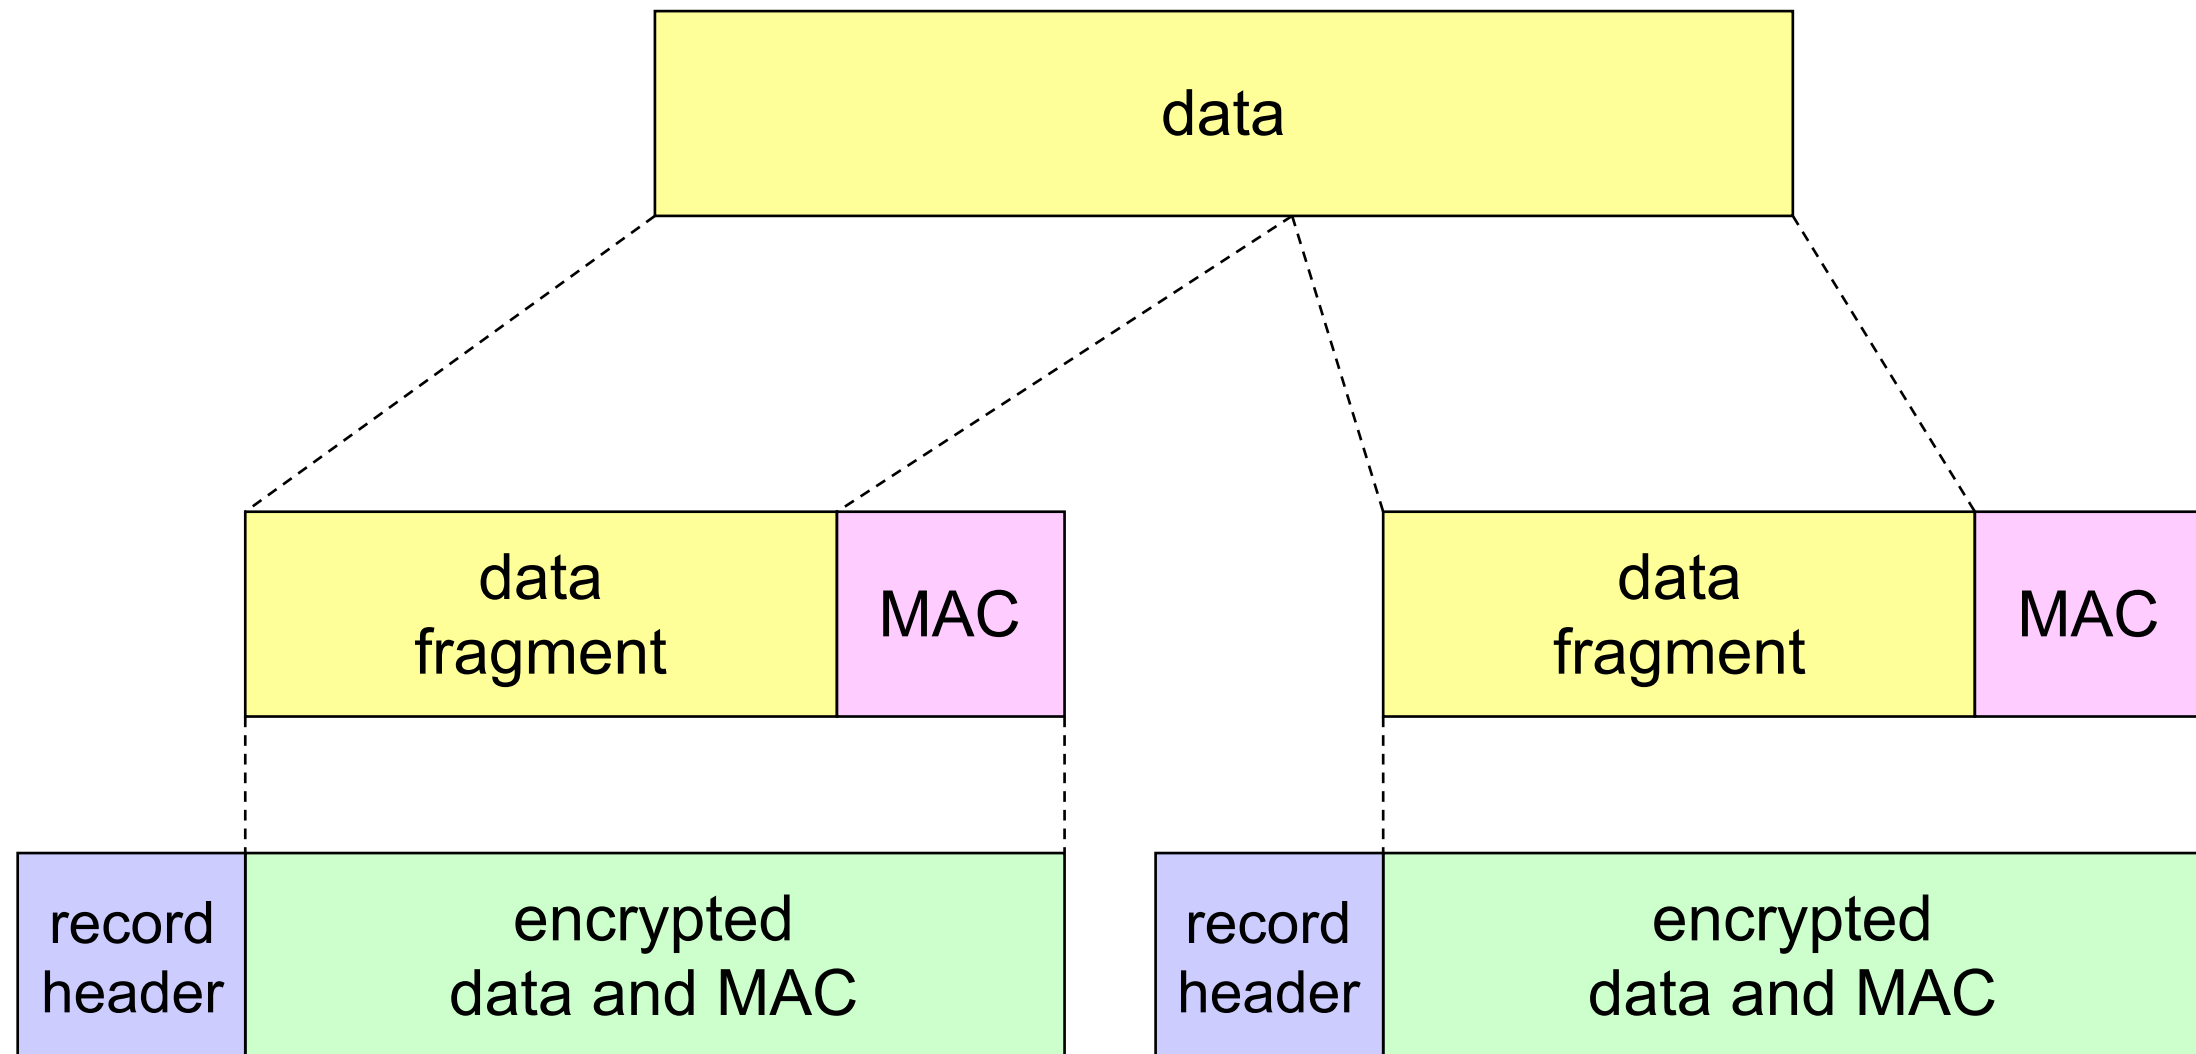 data
data
fragment
MAC
data
fragment
MAC
record
header
encrypted
data and MAC
record
header
encrypted
data and MAC